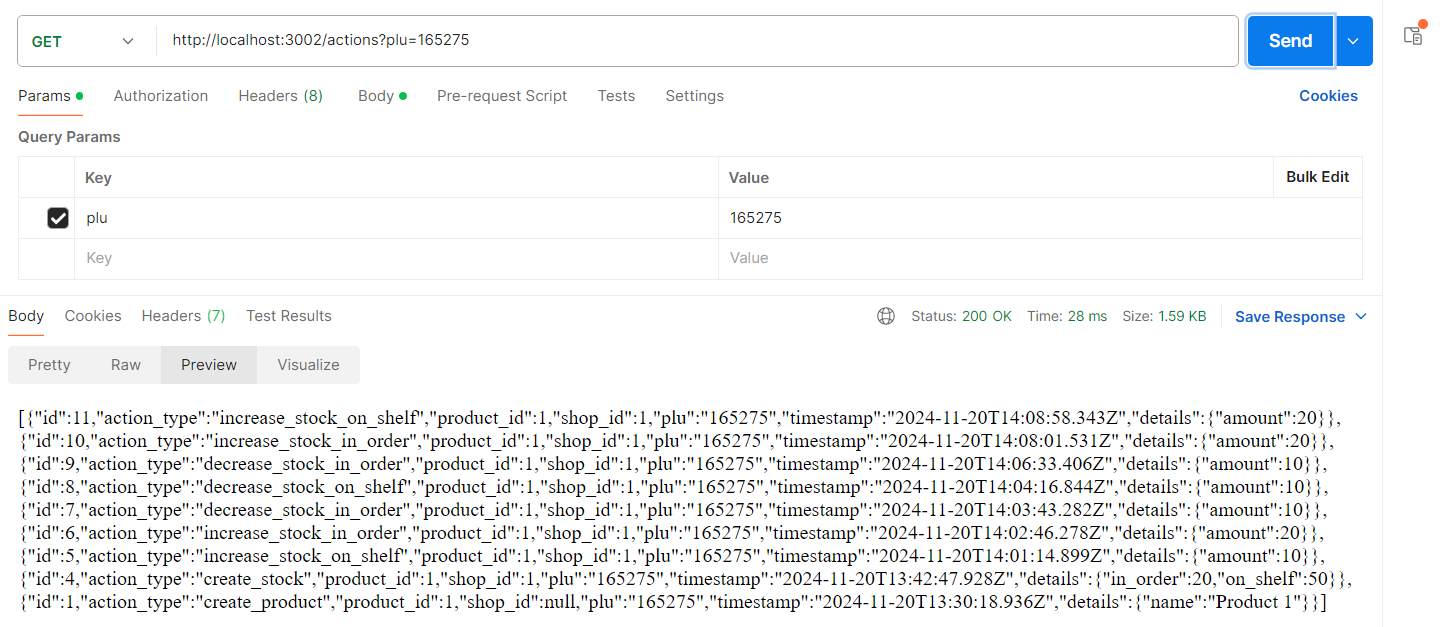 GET http://localhost:3002/actions?plu=165275 Send
Params Authorization Headers (8) Body Pre-request Script Tests Settings Cookies
Query Params
Key Value Bulk Edit
plu 165275
Key Value
Body Cookies Headers (7) Test Results Status: 200 OK Time: 28 ms Size: 1.59 KB Save Response
Pretty Raw Preview Visualize
[{"id":11,"action_type":"increase_stock_on_shelf","product_id":1,"shop_id":1,"plu":"165275","timestamp":"2024-11-20T14:08:58.343Z","details":{"amount":20}},
{"id":10,"action_type":"increase_stock_in_order","product_id":1,"shop_id":1,"plu":"165275","timestamp":"2024-11-20T14:08:01.531Z","details":{"amount":20}},
{"id":9,"action_type":"decrease_stock_in_order","product_id":1,"shop_id":1,"plu":"165275","timestamp":"2024-11-20T14:06:33.406Z","details":{"amount":10}},
{"id":8,"action_type":"decrease_stock_on_shelf","product_id":1,"shop_id":1,"plu":"165275","timestamp":"2024-11-20T14:04:16.844Z","details":{"amount":10}},
{"id":7,"action_type":"decrease_stock_in_order","product_id":1,"shop_id":1,"plu":"165275","timestamp":"2024-11-20T14:03:43.282Z","details":{"amount":10}},
{"id":6,"action_type":"increase_stock_in_order","product_id":1,"shop_id":1,"plu":"165275","timestamp":"2024-11-20T14:02:46.278Z","details":{"amount":20}},
{"id":5,"action_type":"increase_stock_on_shelf","product_id":1,"shop_id":1,"plu":"165275","timestamp":"2024-11-20T14:01:14.899Z","details":{"amount":10}},
{"id":4,"action_type":"create_stock","product_id":1,"shop_id":1,"plu":"165275","timestamp":"2024-11-20T13:42:47.928Z","details":{"in_order":20,"on_shelf":50}},
{"id":1,"action_type":"create_product","product_id":1,"shop_id":null,"plu":"165275","timestamp":"2024-11-20T13:30:18.936Z","details":{"name":"Product 1"}}]